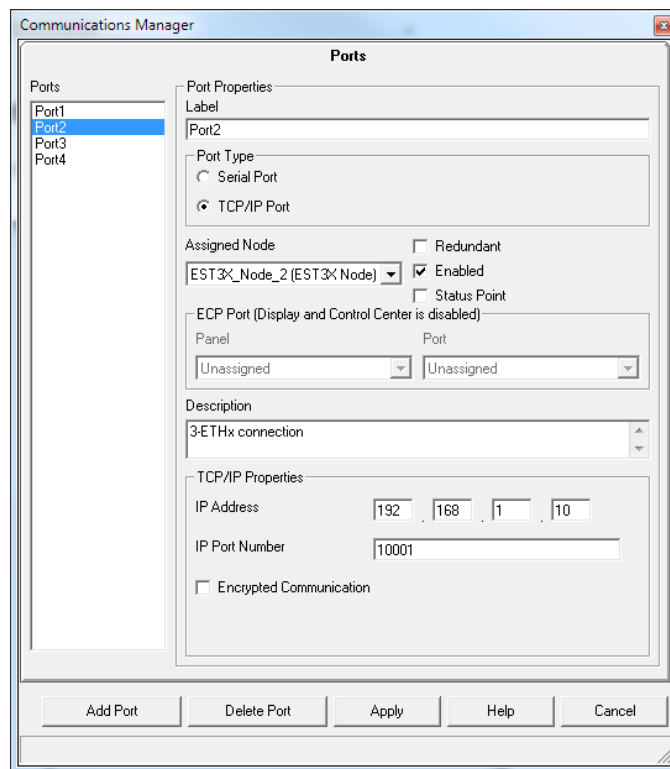 Communications Manager
Ports
Ports
Port1
Port2
Port3
Port4
Port Properties
Label
Port2
Port Type
Serial Port
TCP/IP Port
Assigned Node
EST3X_Node_2 (EST3X Node)
Redundant
Enabled
Status Point
ECP Port (Display and Control Center is disabled)
Panel Port
Unassigned Unassigned
Description
3-ETHx connection
TCP/IP Properties
IP Address 192 . 168 . 1 . 10
IP Port Number 10001
Encrypted Communication
Add Port Delete Port Apply Help Cancel